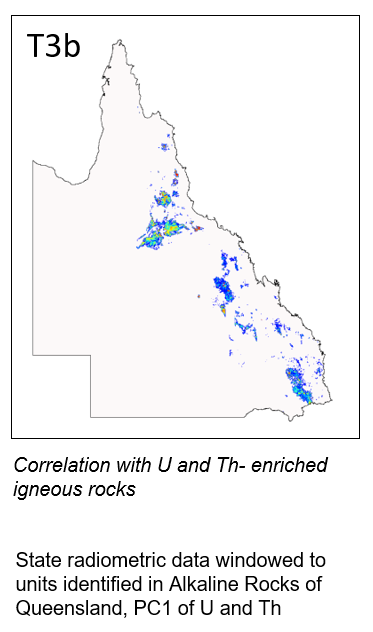 T3b
Correlation with U and Th- enriched
igneous rocks
State radiometric data windowed to
units identified in Alkaline Rocks of
Queensland, PC1 of U and Th